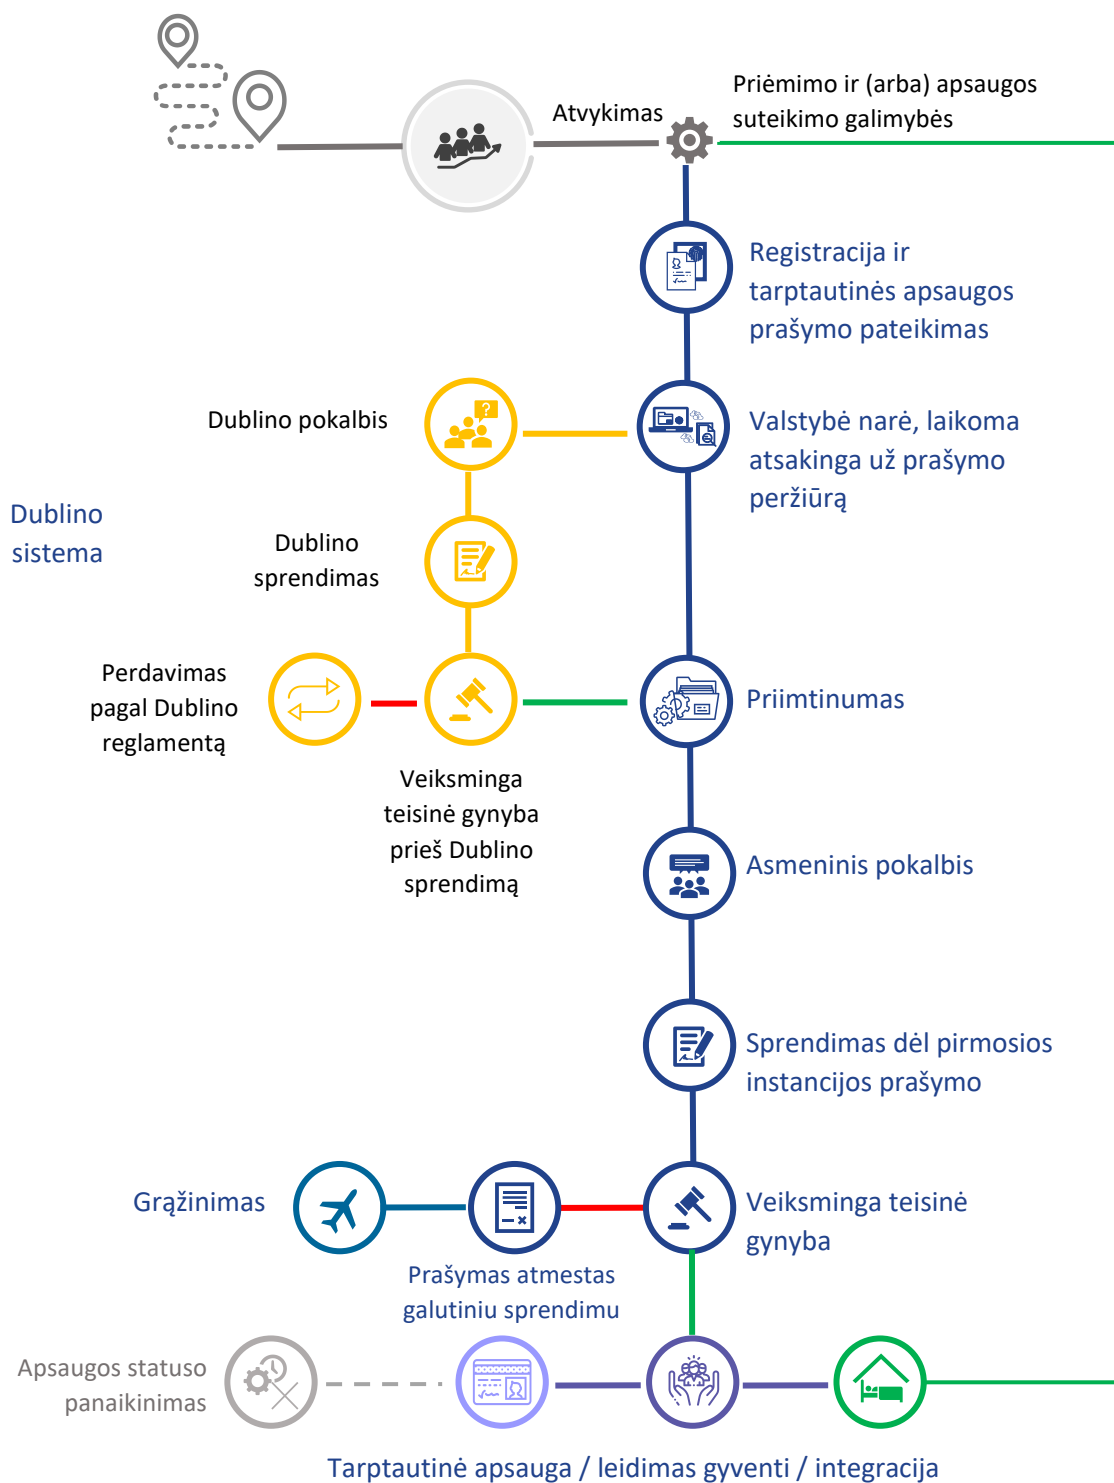 Atvykimas
Priėmimo ir (arba) apsaugos
suteikimo galimybės
Registracija ir
tarptautinės apsaugos
prašymo pateikimas
Dublino pokalbis
?
Valstybė narė, laikoma
atsakinga už prašymo
peržiūrą
Dublino
sistema
Dublino
sprendimas
Perdavimas
pagal Dublino
reglamentą
Priimtinumas
Veiksminga
teisinė gynyba
prieš Dublino
sprendimą
Asmeninis pokalbis
Sprendimas dėl pirmosios
instancijos prašymo
Grąžinimas
Veiksminga teisinė
gynyba
Prašymas atmestas
galutiniu sprendimu
Apsaugos statuso
panaikinimas
Tarptautinė apsauga / leidimas gyventi / integracija